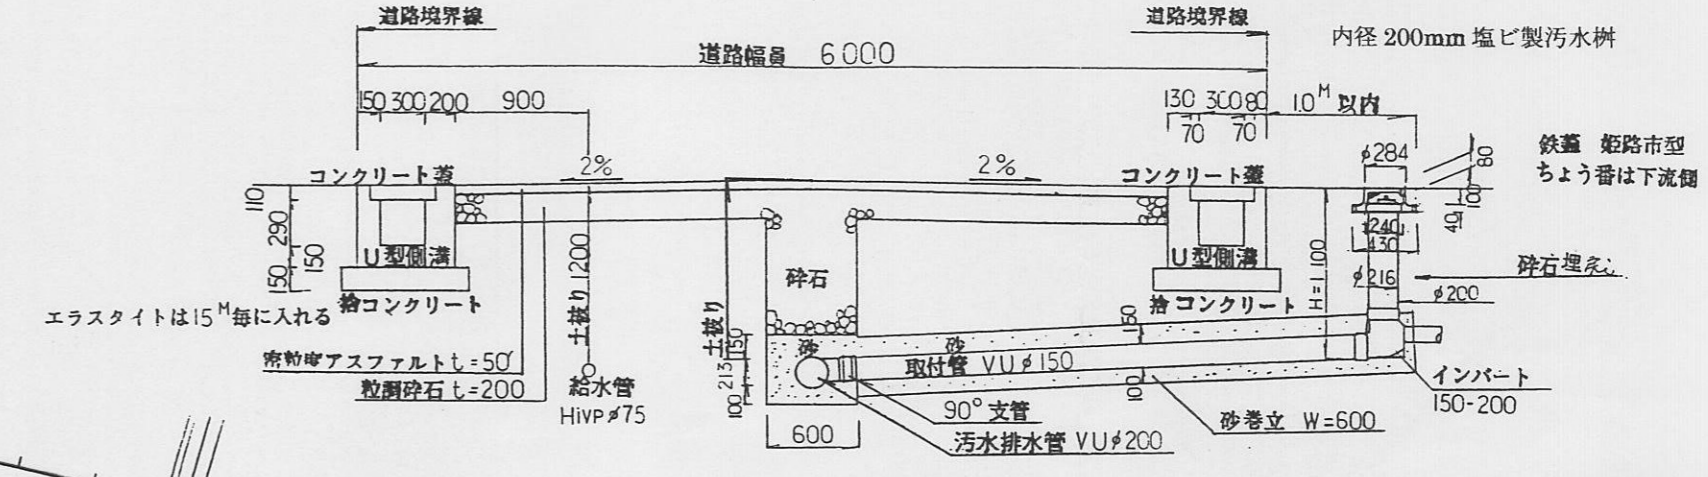 道路境界線
道路境界線
内径 200mm 塩ビ製汚水桝
道路幅員 6000
150 300 200 900
130 300 80 1.0M 以内
70 70
φ284
80
100
40
鉄蓋 姫路市型
ちょう番は下流側
コンクリート蓋
2%
2%
コンクリート蓋
110
290
150
150
U型側溝
U型側溝
捨コンクリート
捨コンクリート
エラスタイトは15M毎に入れる
土被り 1200
土被り
砕石
H=1100
240
430
φ216
砕石埋
φ200
150
213
100
砂
砂
150
100
密粒度アスファルト t=50
粒調砕石 t=200
給水管
HiVP φ75
取付管 VUφ150
90°支管
汚水排水管 VUφ200
600
砂巻立 W=600
インバート
150-200